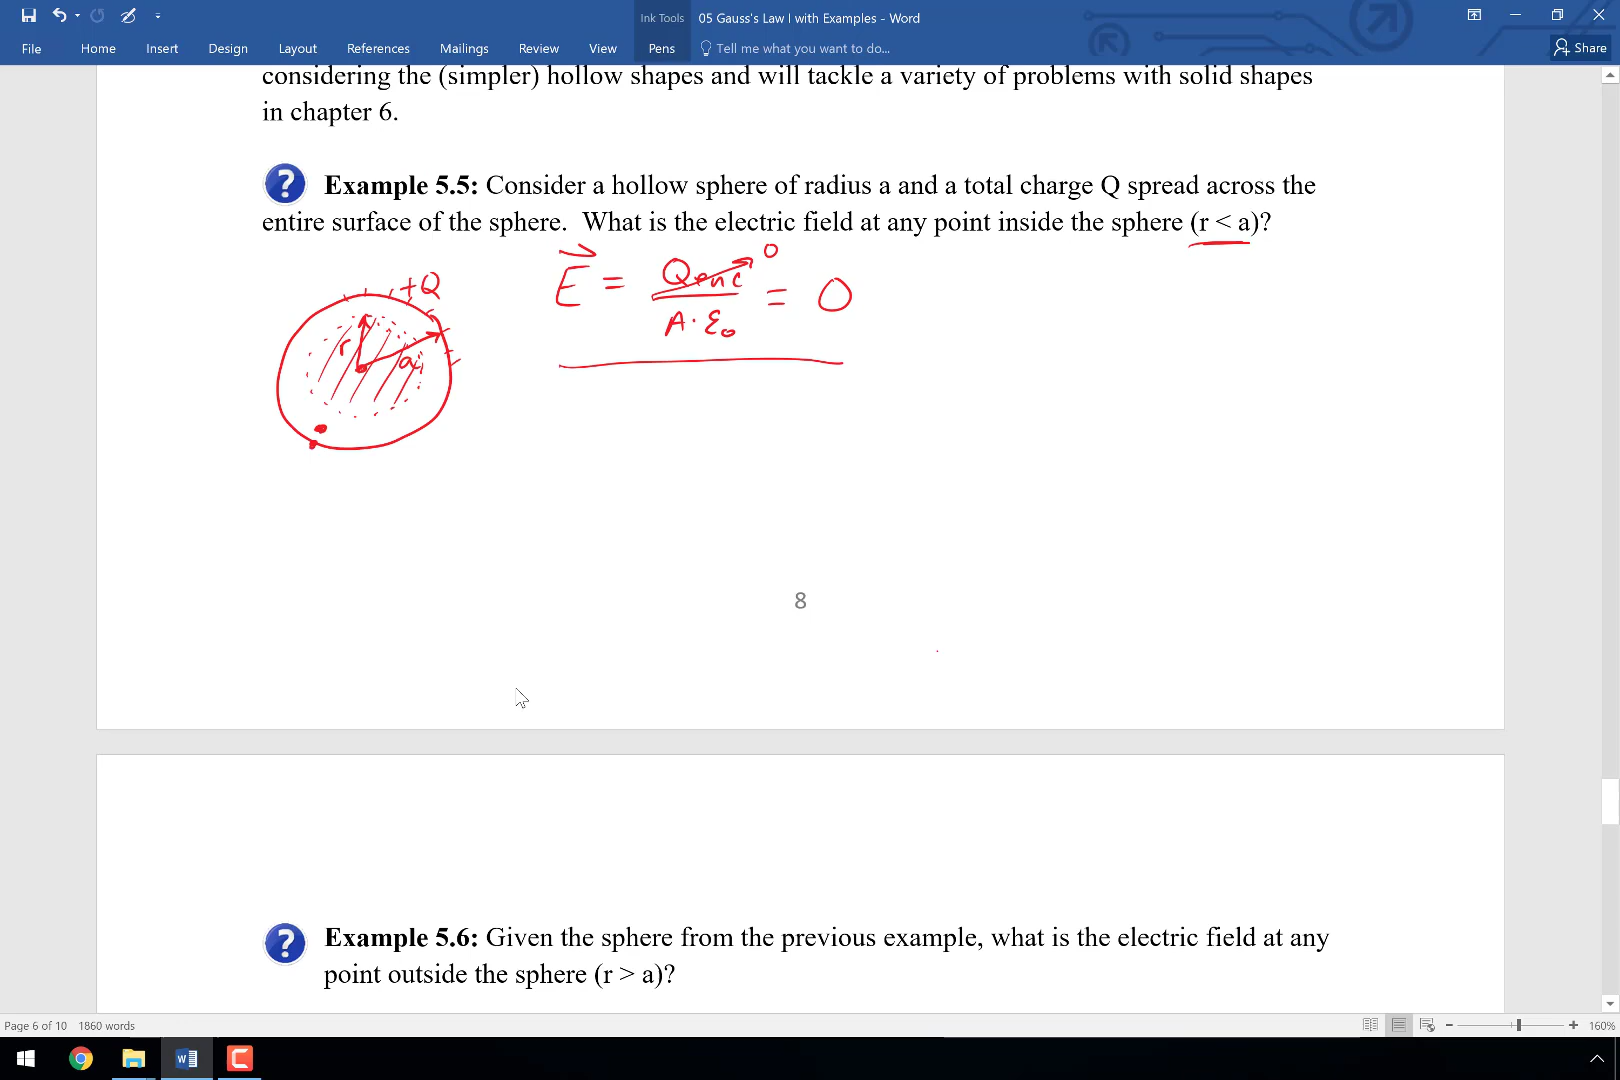 Ink Tools
05 Gauss's Law I with Examples - Word
File Home Insert Design Layout References Mailings Review View Pens Tell me what you want to do... Share
considering the (simpler) hollow shapes and will tackle a variety of problems with solid shapes
in chapter 6.
? Example 5.5: Consider a hollow sphere of radius a and a total charge Q spread across the
entire surface of the sphere. What is the electric field at any point inside the sphere (r < a)?
+Q
r
a
E = Qenc / A · ε₀ = 0
0
8
? Example 5.6: Given the sphere from the previous example, what is the electric field at any
point outside the sphere (r > a)?
Page 6 of 10 1860 words
160%